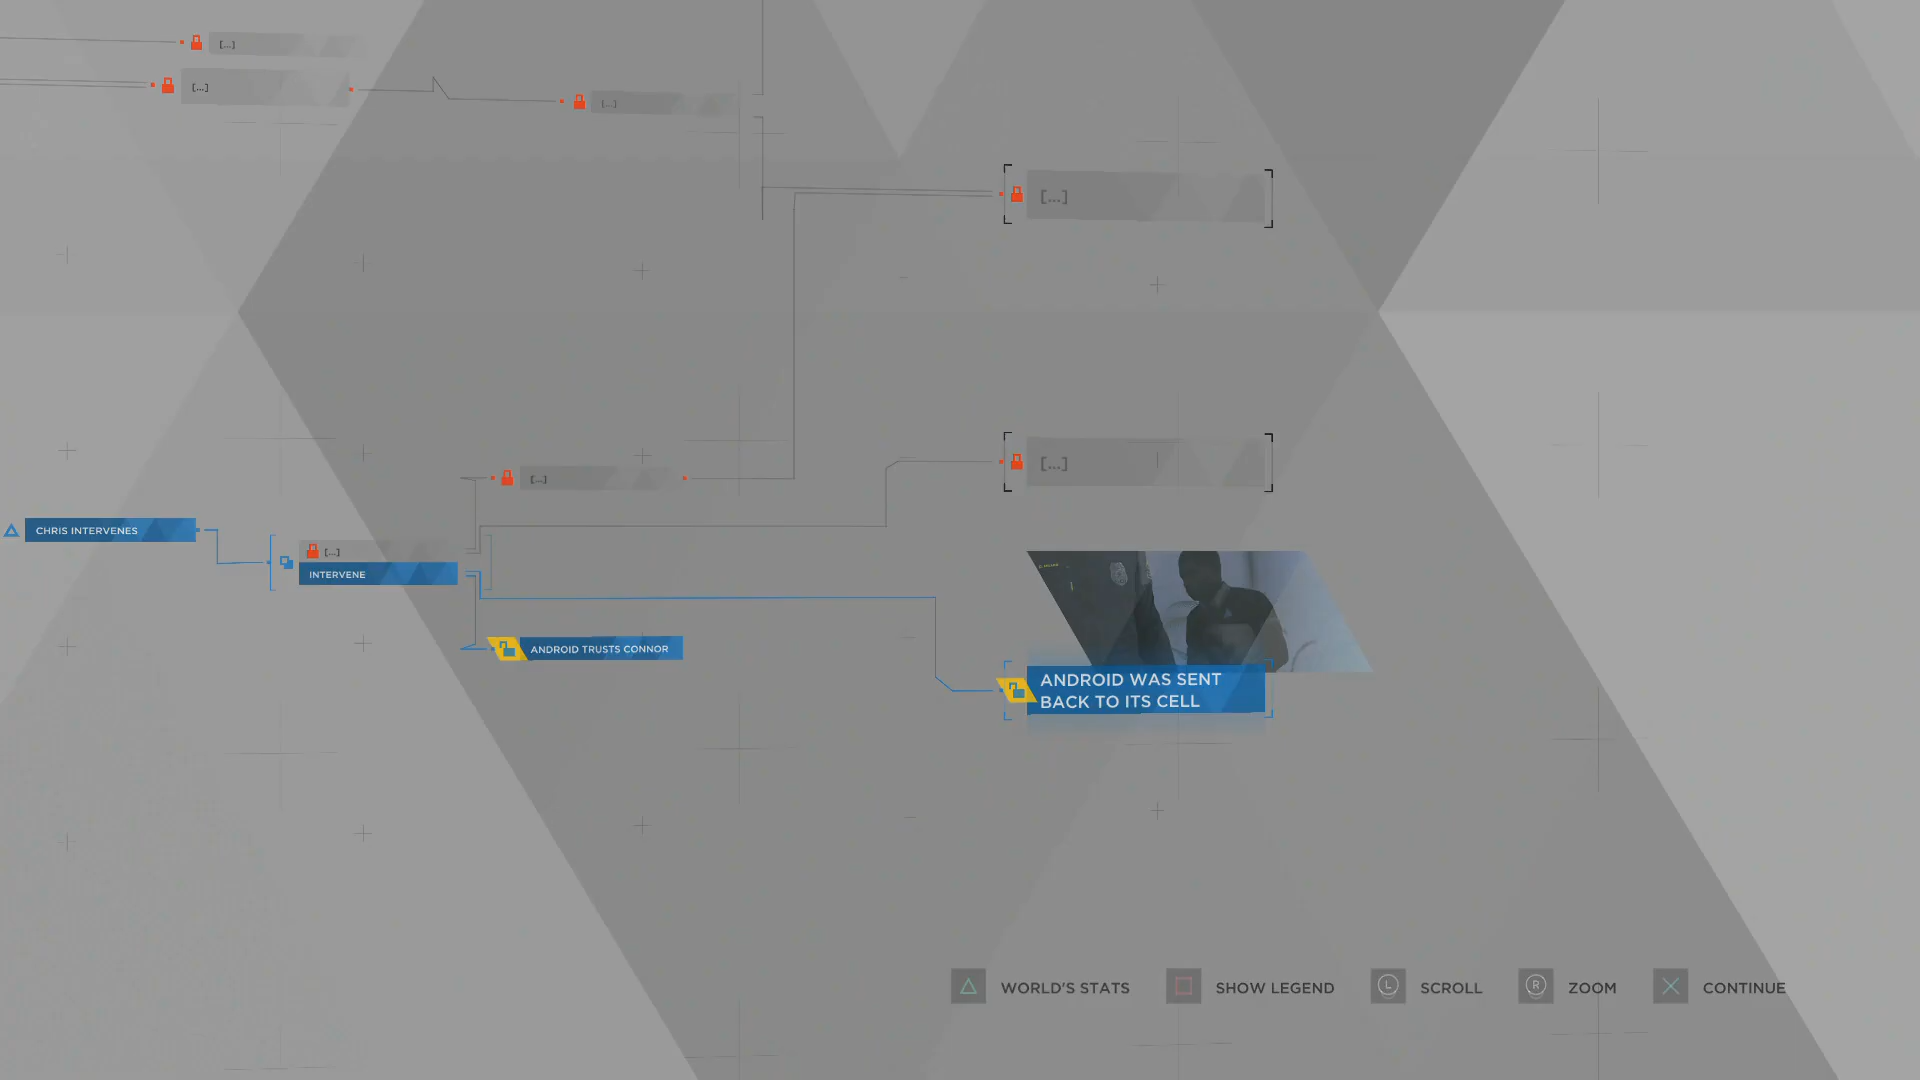 [...]
[...]
[...]
[...]
[...]
[...]
CHRIS INTERVENES
[...]
INTERVENE
ANDROID TRUSTS CONNOR
ANDROID WAS SENT
BACK TO ITS CELL
WORLD'S STATS
SHOW LEGEND
L
SCROLL
R
ZOOM
CONTINUE